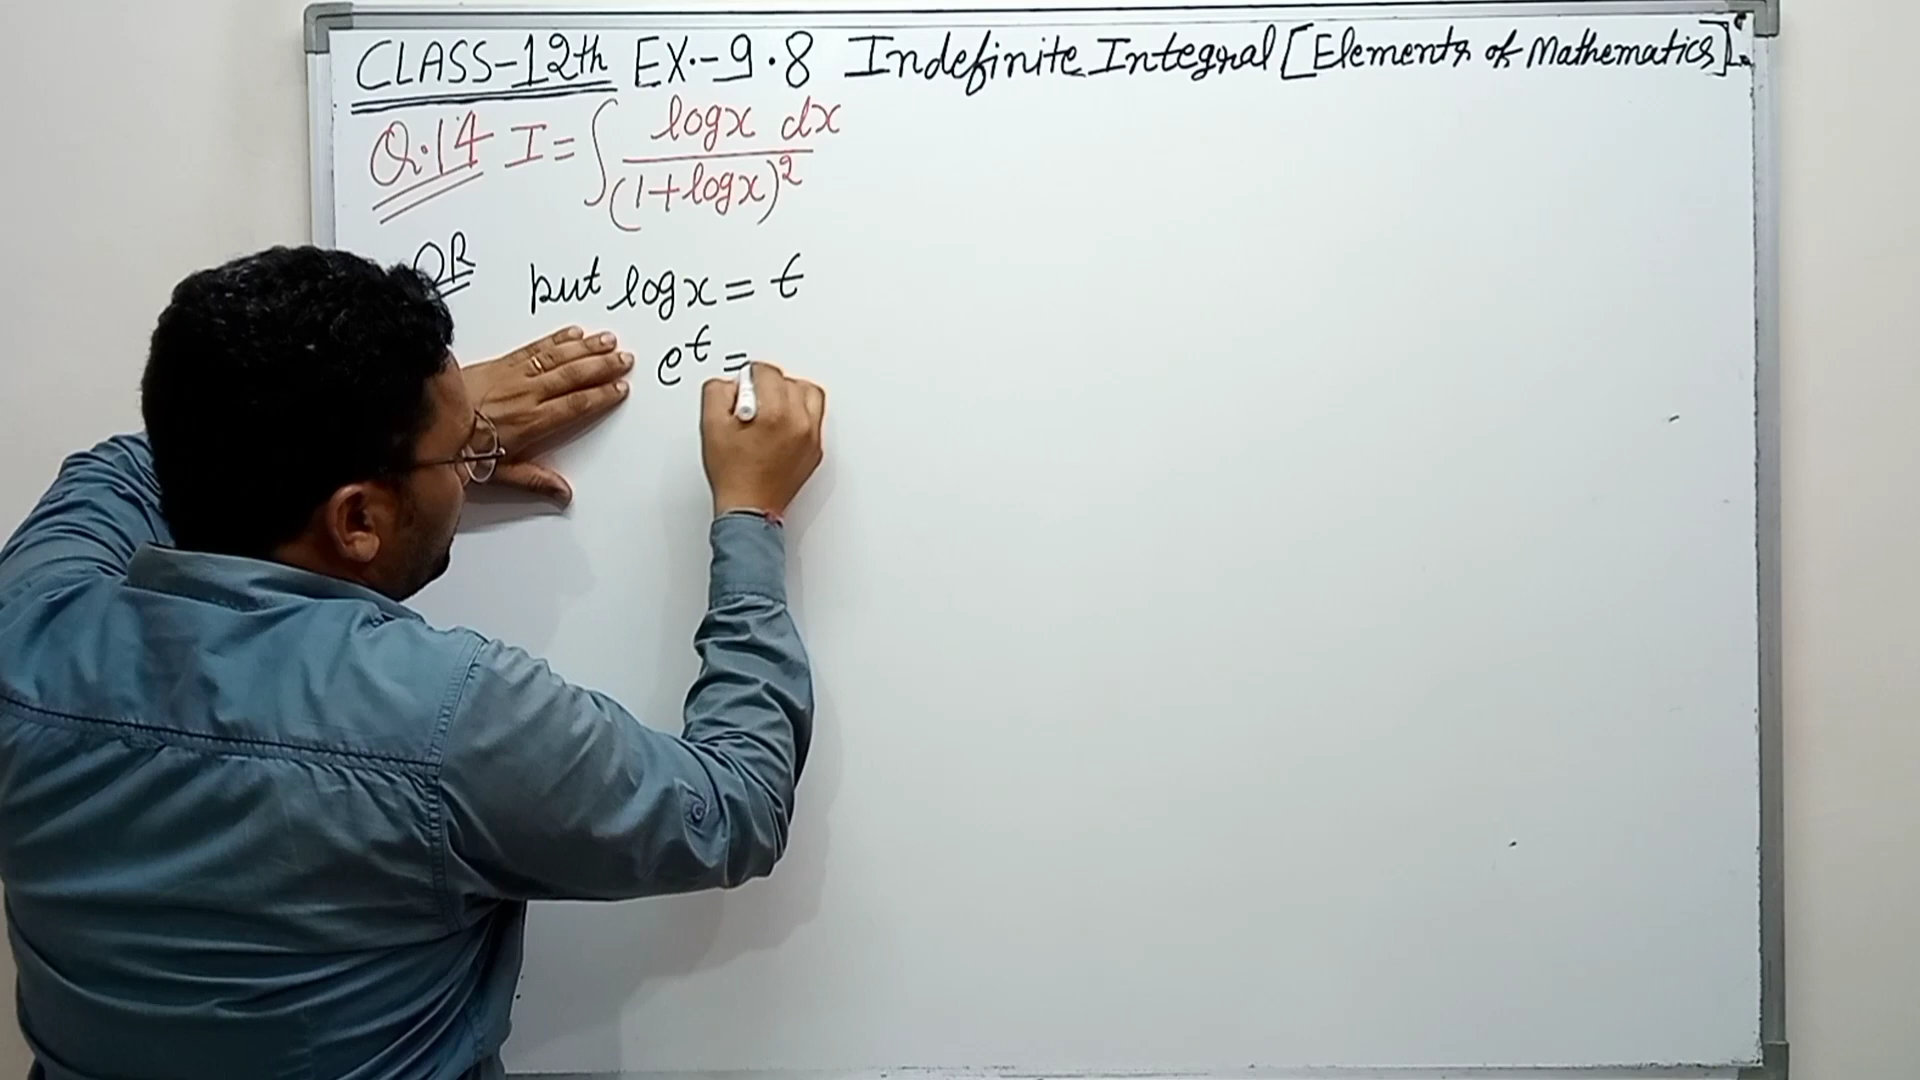 CLASS-12th EX.-9.8 Indefinite Integral [Elements of Mathematics]
Q.14 I = ∫ logx dx / (1+logx)²
OR put logx = t
e^t =